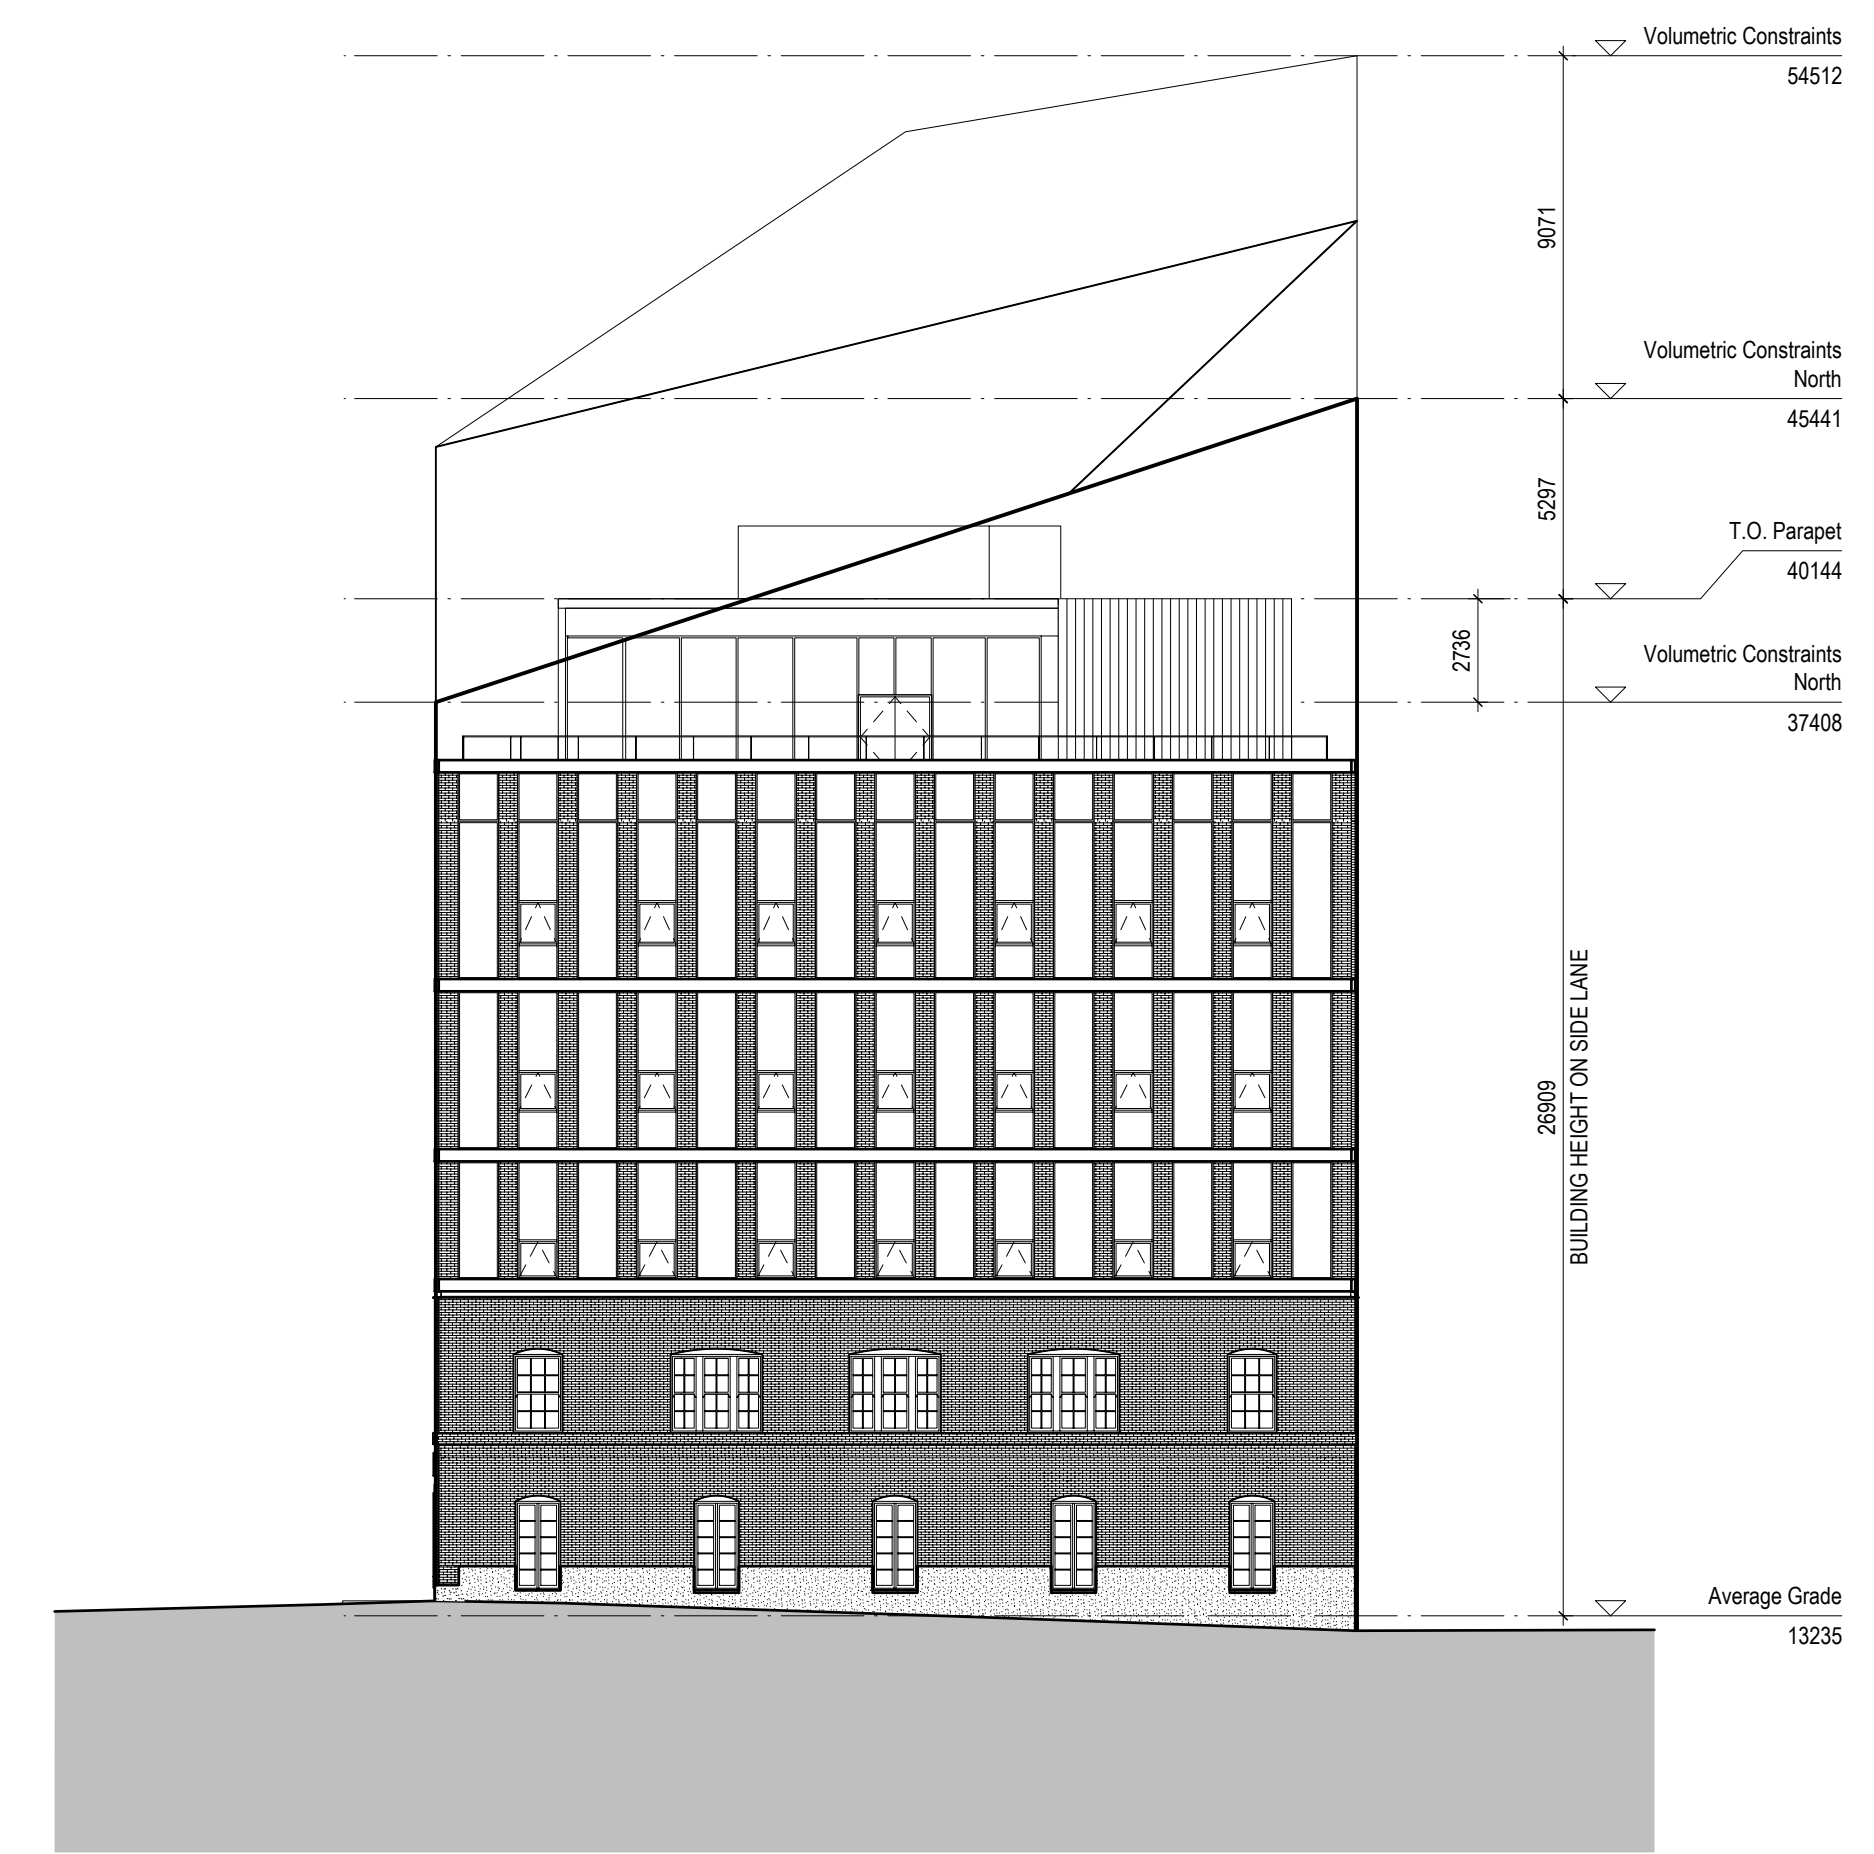 Volumetric Constraints
54512
9071
Volumetric Constraints
North
45441
5297
T.O. Parapet
40144
2736
Volumetric Constraints
North
37408
26909
BUILDING HEIGHT ON SIDE LANE
Average Grade
13235